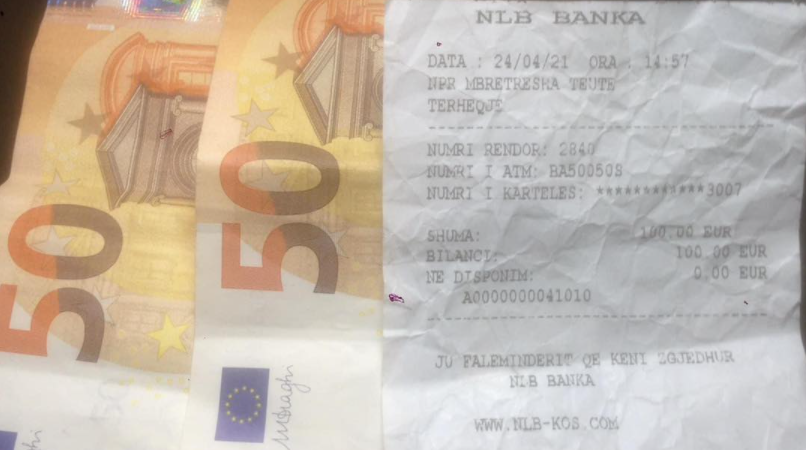 50
50
NLB BANKA
DATA : 24/04/21 ORA : 14:57
NPR MBRETRESHA TEUTE
TERHEQJE
NUMRI RENDOR: 2840
NUMRI I ATM: BA50050S
NUMRI I KARTELES: ************3007
SHUMA: 100.00 EUR
BILANCI: 100.00 EUR
NE DISPONIM: 0.00 EUR
A0000000041010
JU FALEMINDERIT QE KENI ZGJEDHUR
NLB BANKA
WWW.NLB-KOS.COM